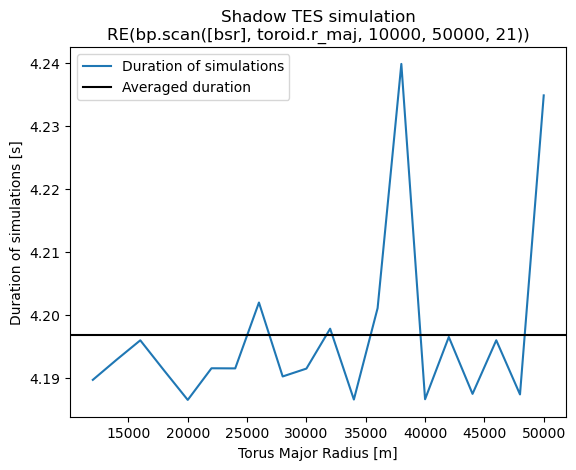 Shadow TES simulation
RE(bp.scan([bsr], toroid.r_maj, 10000, 50000, 21))
Duration of simulations
Averaged duration
Duration of simulations [s]
4.24
4.23
4.22
4.21
4.20
4.19
15000 20000 25000 30000 35000 40000 45000 50000
Torus Major Radius [m]